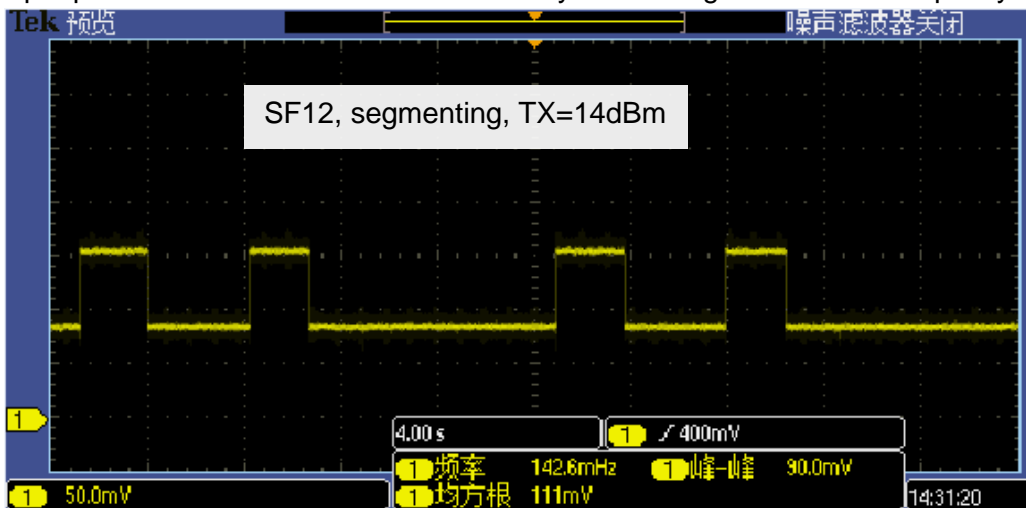 Tek 预览 噪声滤波器关闭
SF12, segmenting, TX=14dBm
1
4.00 s 1 400mV
1 频率 142.6mHz 1 峰-峰 90.0mV
1 50.0mV 1 均方根 111mV 14:31:20